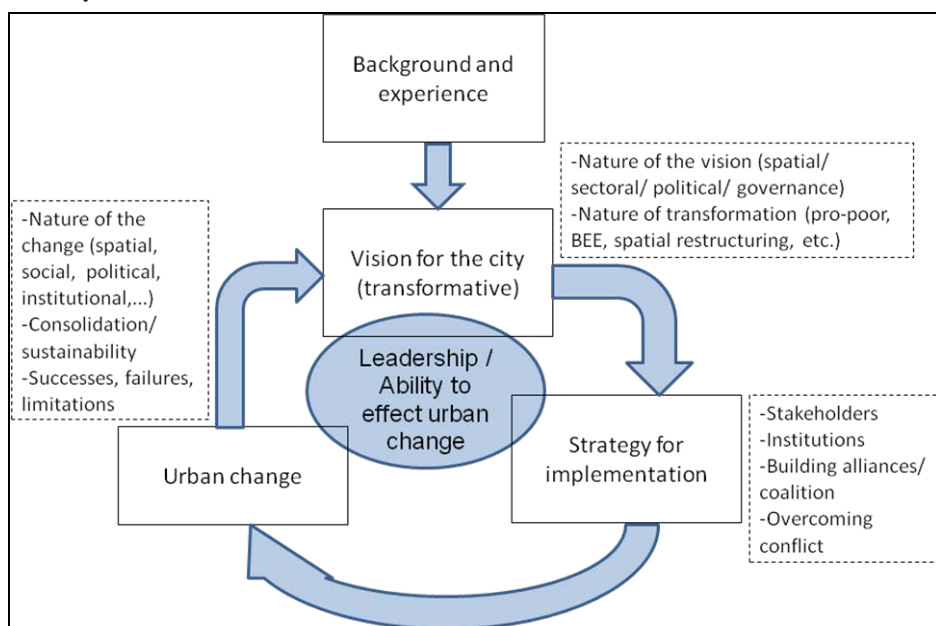 Background and
experience
-Nature of the vision (spatial/
sectoral/ political/ governance)
-Nature of transformation (pro-poor,
BEE, spatial restructuring, etc.)
-Nature of the
change (spatial,
social, political,
institutional,...)
-Consolidation/
sustainability
-Successes, failures,
limitations
Vision for the city
(transformative)
Leadership /
Ability to
effect urban
change
Urban change
Strategy for
implementation
-Stakeholders
-Institutions
-Building alliances/
coalition
-Overcoming
conflict